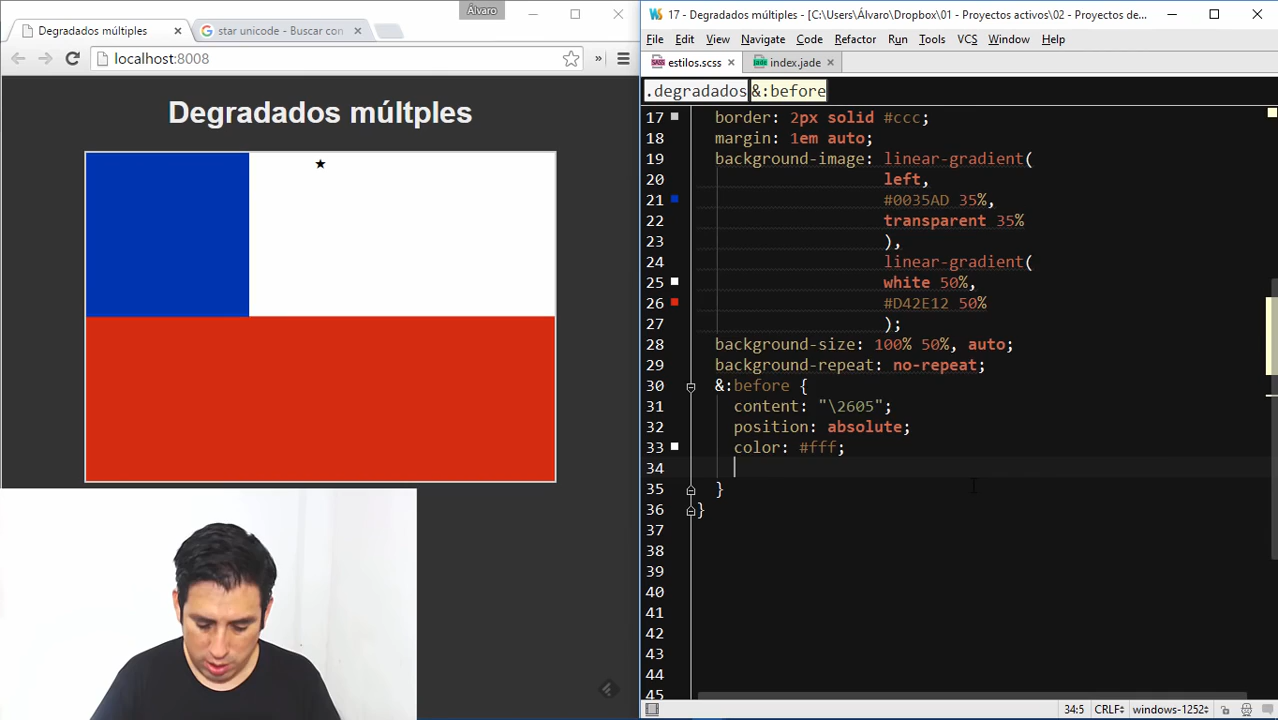 Álvaro
Degradados múltiples
star unicode - Buscar con
localhost:8008
Degradados múltples
★
17 - Degradados múltiples - [C:\Users\Álvaro\Dropbox\01 - Proyectos activos\02 - Proyectos de...
File Edit View Navigate Code Refactor Run Tools VCS Window Help
estilos.scss
index.jade
.degradados &:before
17 border: 2px solid #ccc;
18 margin: 1em auto;
19 background-image: linear-gradient(
20 left,
21 #0035AD 35%,
22 transparent 35%
23 ),
24 linear-gradient(
25 white 50%,
26 #D42E12 50%
27 );
28 background-size: 100% 50%, auto;
29 background-repeat: no-repeat;
30 &:before {
31 content: "\2605";
32 position: absolute;
33 color: #fff;
34
35 }
36 }
37
38
39
40
41
42
43
44
45
34:5 CRLF÷ windows-1252÷